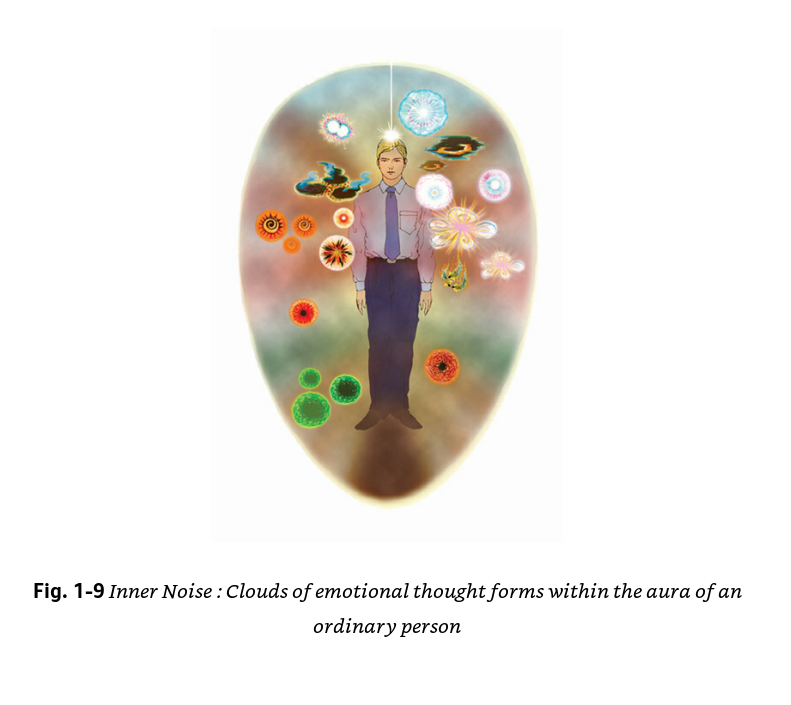 Fig. 1-9 Inner Noise : Clouds of emotional thought forms within the aura of an
ordinary person